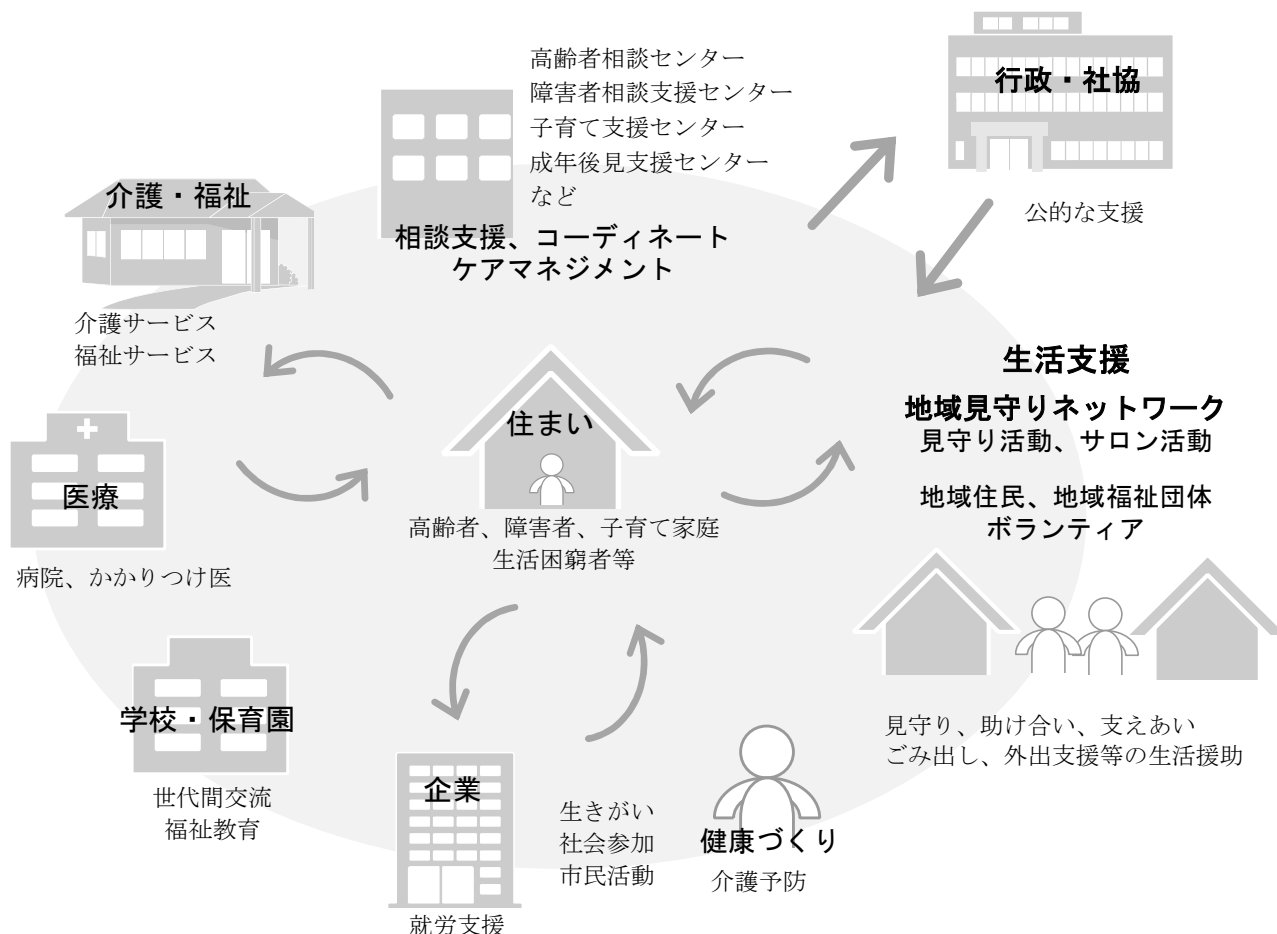 高齢者相談センター
障害者相談支援センター
子育て支援センター
成年後見支援センター
など
相談支援、コーディネート
ケアマネジメント
行政・社協
公的な支援
介護・福祉
介護サービス
福祉サービス
住まい
高齢者、障害者、子育て家庭
生活困窮者等
生活支援
地域見守りネットワーク
見守り活動、サロン活動
地域住民、地域福祉団体
ボランティア
見守り、助け合い、支えあい
ごみ出し、外出支援等の生活援助
医療
病院、かかりつけ医
学校・保育園
世代間交流
福祉教育
企業
就労支援
生きがい
社会参加
市民活動
健康づくり
介護予防